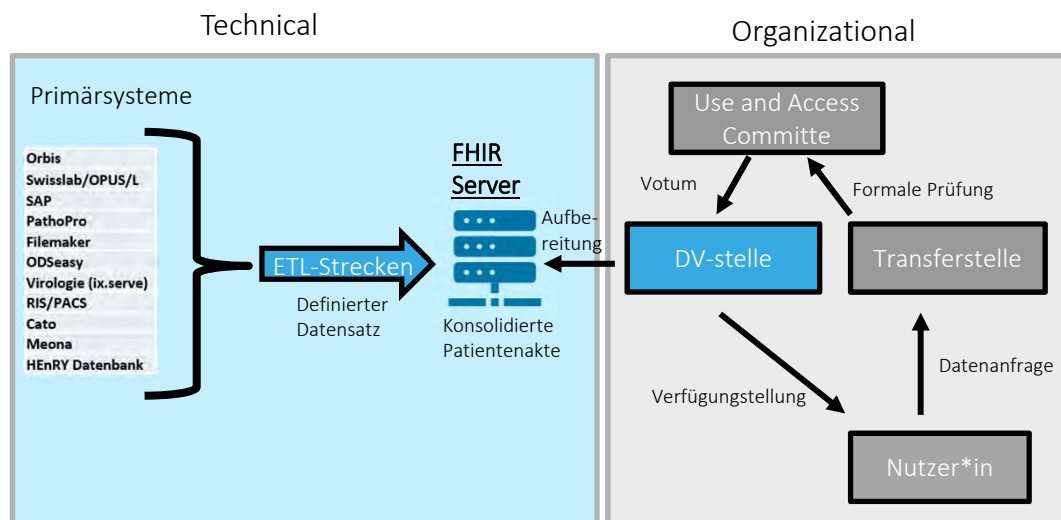 Technical
Organizational
Primärsysteme
Orbis
Swisslab/OPUS/L
SAP
PathoPro
Filemaker
ODSeasy
Virologie (ix.serve)
RIS/PACS
Cato
Meona
HEnRY Datenbank
ETL-Strecken
Definierter
Datensatz
FHIR
Server
Konsolidierte
Patientenakte
Aufbe-
reitung
Use and Access
Committe
Votum
Formale Prüfung
DV-stelle
Transferstelle
Verfügungstellung
Datenanfrage
Nutzer*in